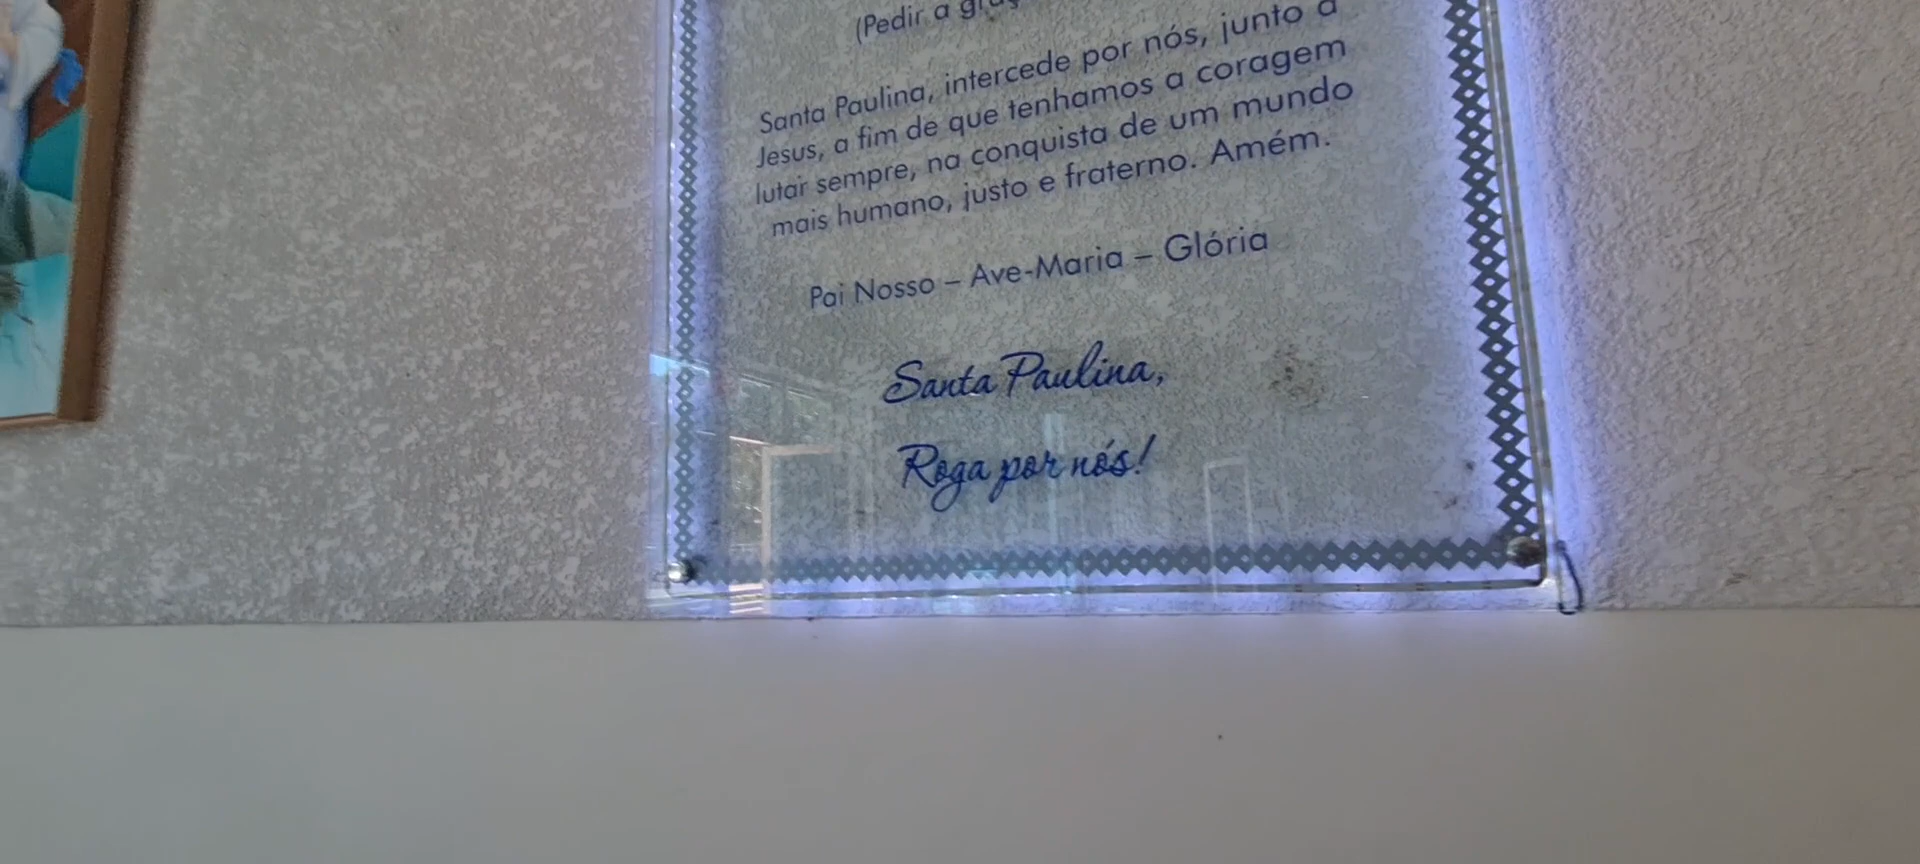 (Pedir a
Santa Paulina, intercede por nós, junto a
Jesus, a fim de que tenhamos a coragem
lutar sempre, na conquista de um mundo
mais humano, justo e fraterno. Amém.
Pai Nosso – Ave-Maria – Glória
Santa Paulina,
Roga por nós!